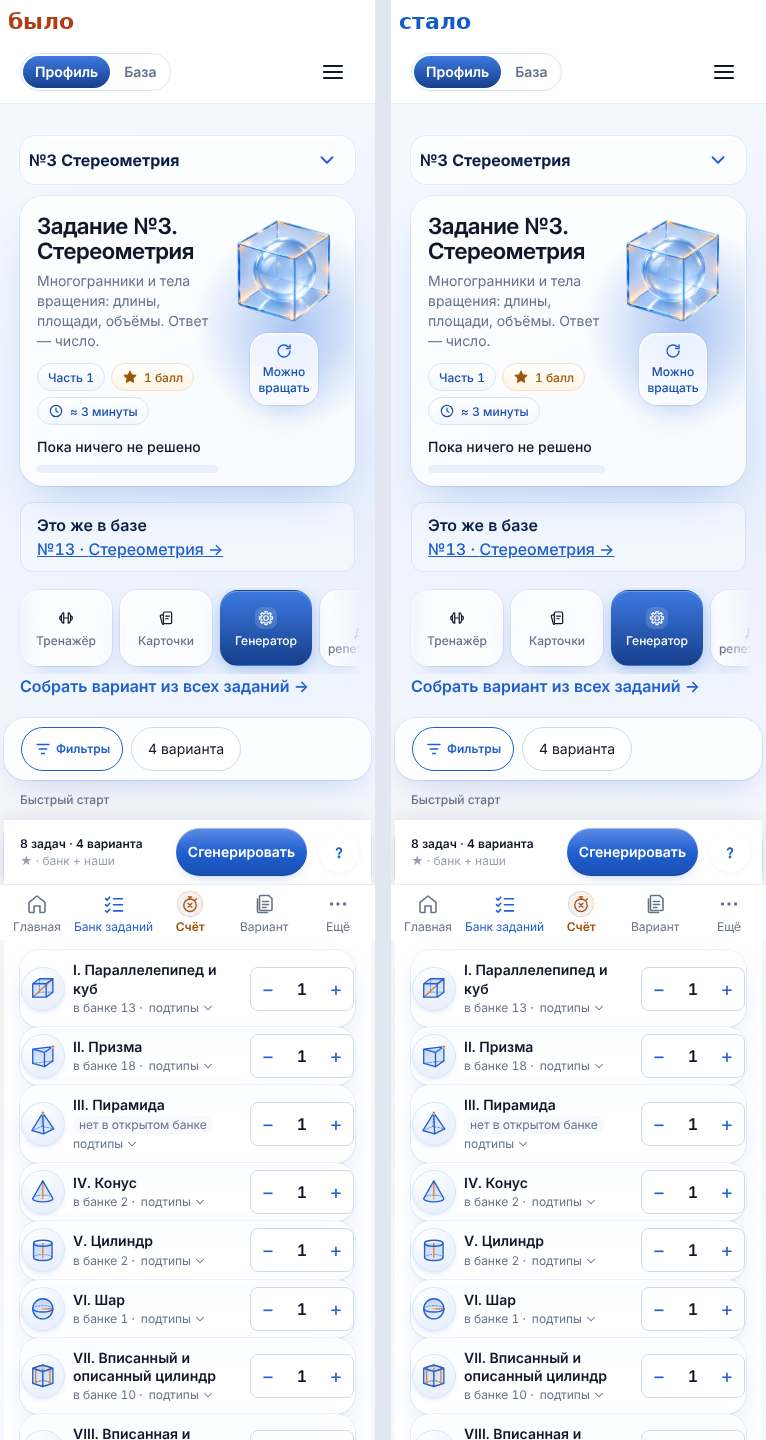 было
Профиль
База
№3 Стереометрия
Задание №3.
Стереометрия
Многогранники и тела
вращения: длины,
площади, объёмы. Ответ
— число.
Часть 1
★ 1 балл
≈ 3 минуты
Можно
вращать
Пока ничего не решено
Это же в базе
№13 · Стереометрия →
Тренажёр
Карточки
Генератор
Собрать вариант из всех заданий →
Фильтры
4 варианта
Быстрый старт
8 задач · 4 варианта
★ · банк + наши
Сгенерировать
?
Главная
Банк заданий
Счёт
Вариант
Ещё
I. Параллелепипед и
куб
в банке 13 · подтипы
− 1 +
II. Призма
в банке 18 · подтипы
− 1 +
III. Пирамида
нет в открытом банке
подтипы
− 1 +
IV. Конус
в банке 2 · подтипы
− 1 +
V. Цилиндр
в банке 2 · подтипы
− 1 +
VI. Шар
в банке 1 · подтипы
− 1 +
VII. Вписанный и
описанный цилиндр
в банке 10 · подтипы
− 1 +
VIII. Вписанная и
стало
Профиль
База
№3 Стереометрия
Задание №3.
Стереометрия
Многогранники и тела
вращения: длины,
площади, объёмы. Ответ
— число.
Часть 1
★ 1 балл
≈ 3 минуты
Можно
вращать
Пока ничего не решено
Это же в базе
№13 · Стереометрия →
Тренажёр
Карточки
Генератор
Собрать вариант из всех заданий →
Фильтры
4 варианта
Быстрый старт
8 задач · 4 варианта
★ · банк + наши
Сгенерировать
?
Главная
Банк заданий
Счёт
Вариант
Ещё
I. Параллелепипед и
куб
в банке 13 · подтипы
− 1 +
II. Призма
в банке 18 · подтипы
− 1 +
III. Пирамида
нет в открытом банке
подтипы
− 1 +
IV. Конус
в банке 2 · подтипы
− 1 +
V. Цилиндр
в банке 2 · подтипы
− 1 +
VI. Шар
в банке 1 · подтипы
− 1 +
VII. Вписанный и
описанный цилиндр
в банке 10 · подтипы
− 1 +
VIII. Вписанная и